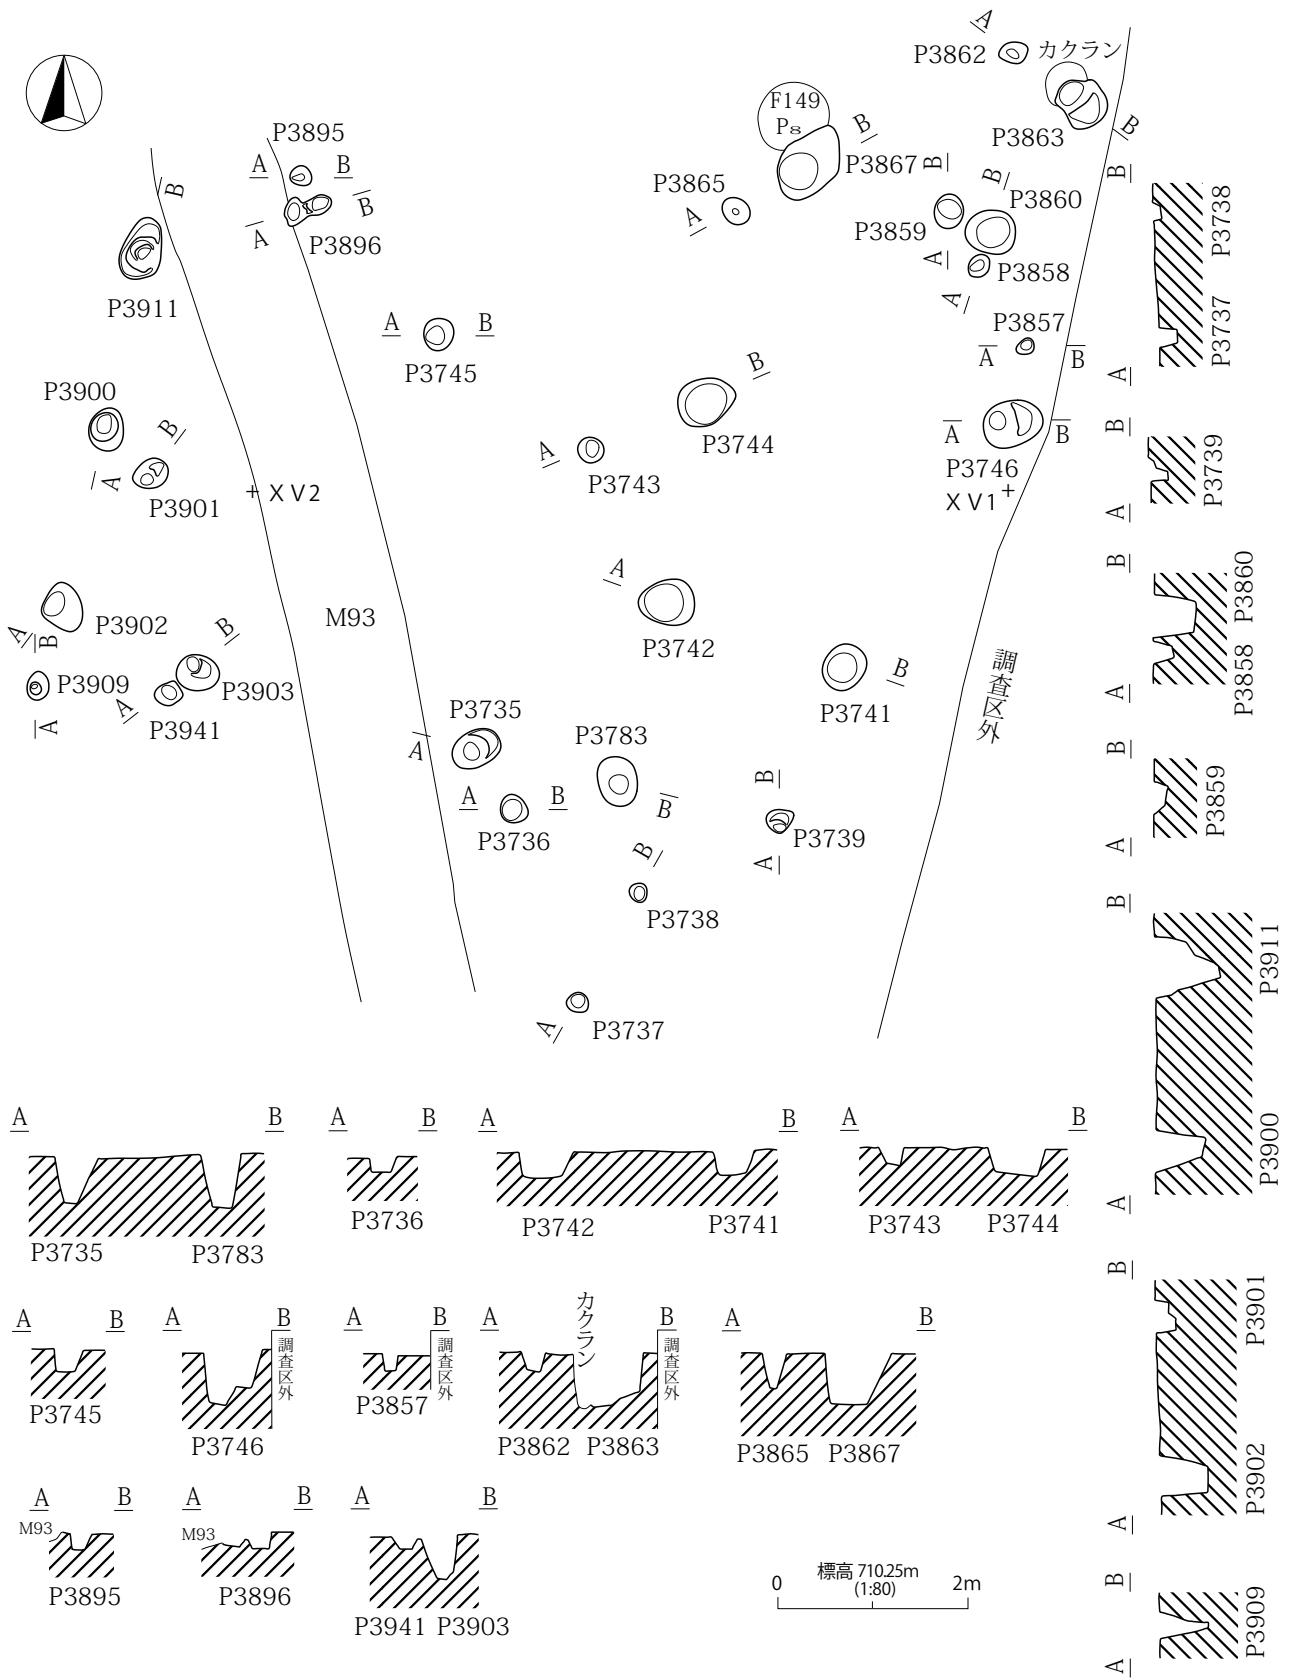 A
P3862
カクラン
F149
P8
B
P3863
B
P3895
A
B
B
P3867
B
B
B
P3860
P3865
A
P3859
B
A
P3896
B
A
P3858
A
P3911
P3857
A
B
A
B
P3745
B
P3744
P3900
B
A
P3901
A
P3743
A
B
P3746
XV2
XV1
A
P3742
P3902
M93
A
B
B
P3909
P3903
A
P3941
A
B
P3741
調査区外
P3735
A
P3783
A
B
P3736
B
B
P3739
A
B
P3738
P3737
A
P3738
P3737
A
B
P3739
A
B
P3860
P3858
A
B
P3859
A
B
P3911
P3900
A
B
P3901
P3902
A
B
P3909
A
A
B
P3735
P3783
A
B
P3736
A
B
P3742
P3741
A
B
P3743
P3744
A
B
P3745
A
B
調査区外
P3746
A
B
調査区外
P3857
A
カクラン
B
調査区外
P3862
P3863
A
B
P3865
P3867
A
B
M93
P3895
A
B
M93
P3896
A
B
P3941
P3903
標高 710.25m
0
(1:80)
2m